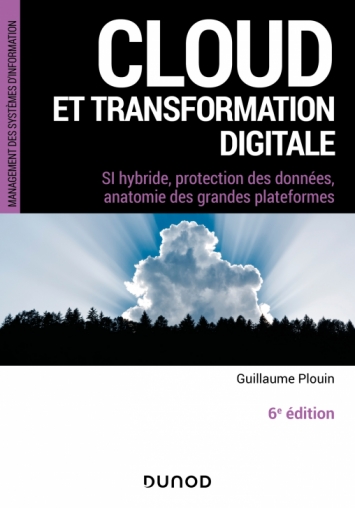 MANAGEMENT DES SYSTÈMES D'INFORMATION
CLOUD
ET TRANSFORMATION
DIGITALE
SI hybride, protection des données,
anatomie des grandes plateformes
Guillaume Plouin
6e édition
DUNOD